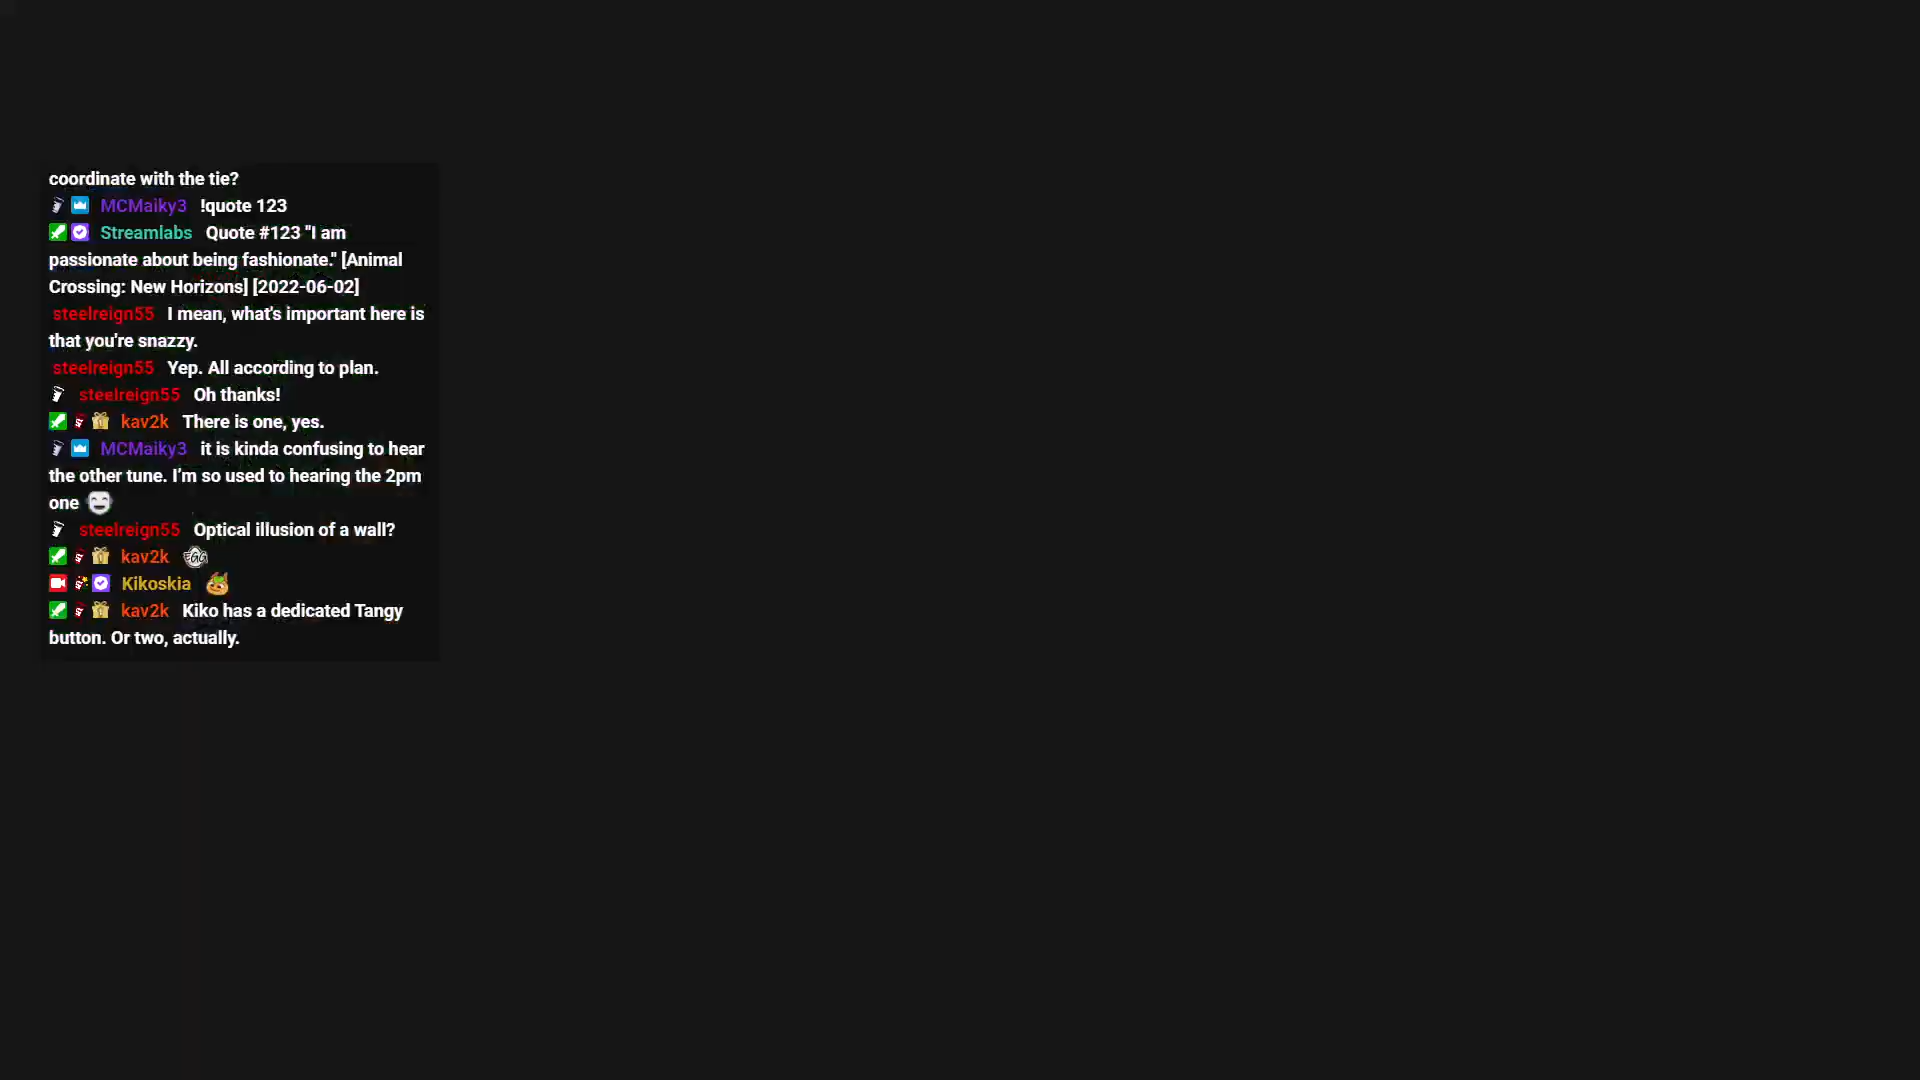 coordinate with the tie?
MCMaiky3 !quote 123
Streamlabs Quote #123 "I am
passionate about being fashionate." [Animal
Crossing: New Horizons] [2022-06-02]
steelreign55 I mean, what's important here is
that you're snazzy.
steelreign55 Yep. All according to plan.
steelreign55 Oh thanks!
kav2k There is one, yes.
MCMaiky3 it is kinda confusing to hear
the other tune. I'm so used to hearing the 2pm
one
steelreign55 Optical illusion of a wall?
kav2k EGG
Kikoskia
kav2k Kiko has a dedicated Tangy
button. Or two, actually.